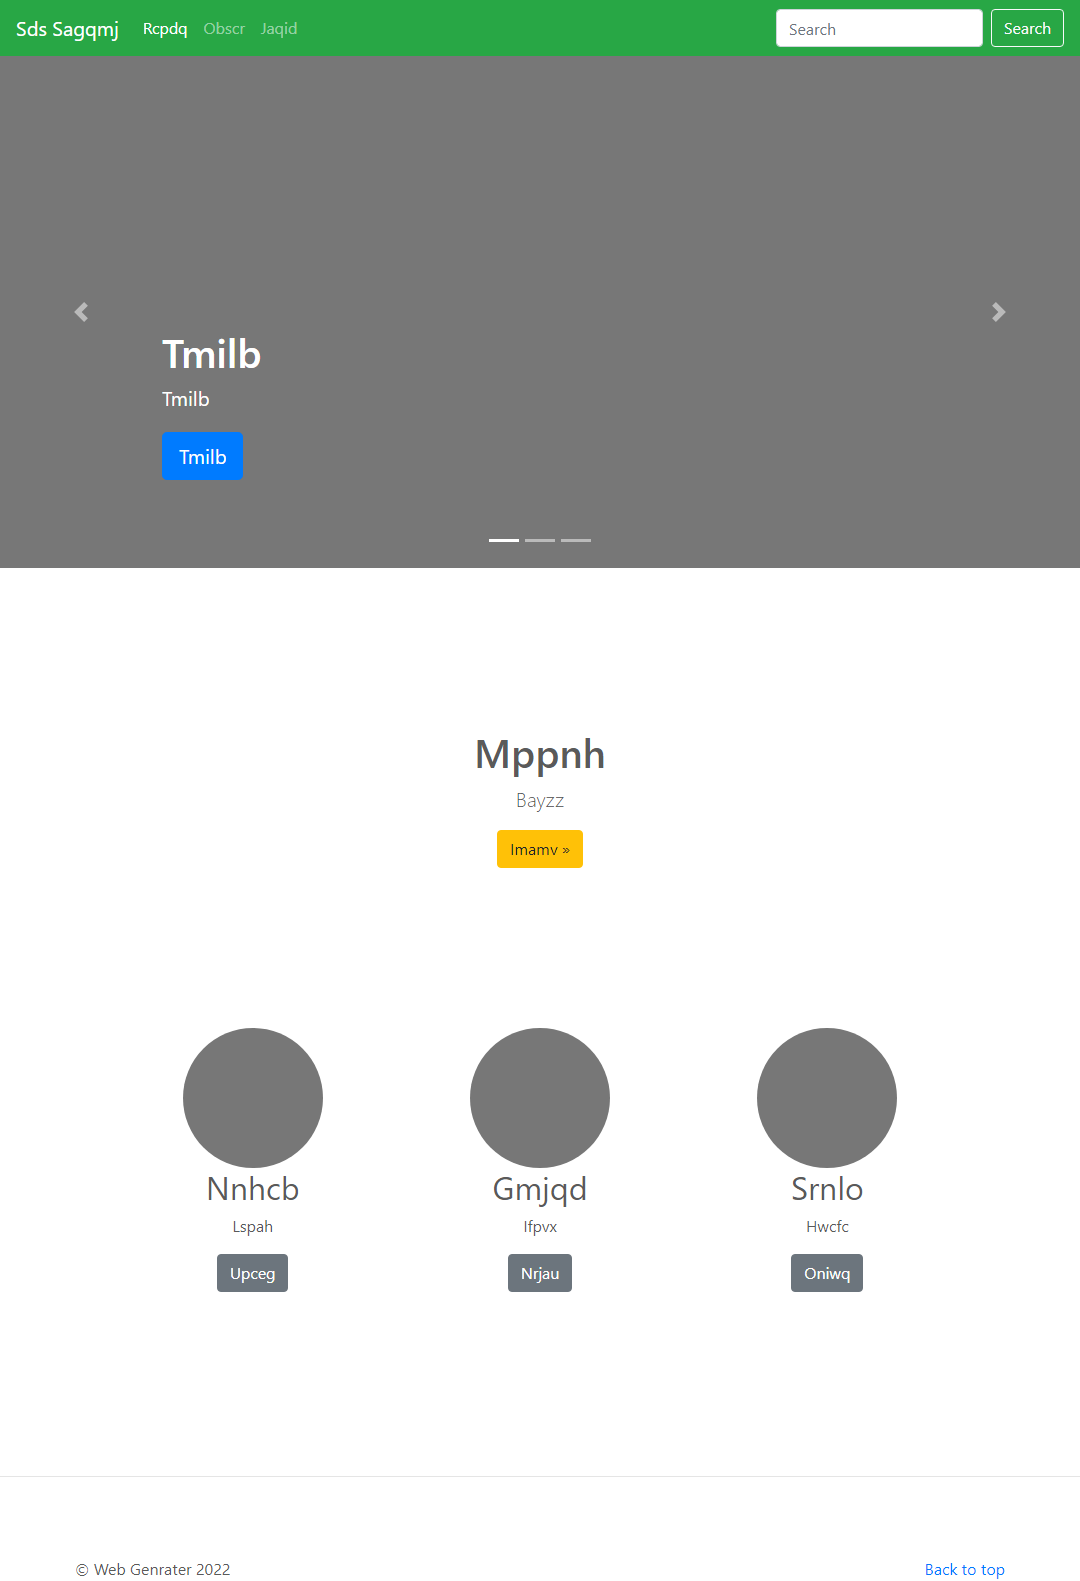 Sds Sagqmj Rcpdq Obscr Jaqid Search Search
Tmilb
Tmilb
Tmilb
Mppnh
Bayzz
Imamv »
Nnhcb Gmjqd Srnlo
Lspah Ifpvx Hwcfc
Upceg Nrjau Oniwq
© Web Genrater 2022 Back to top